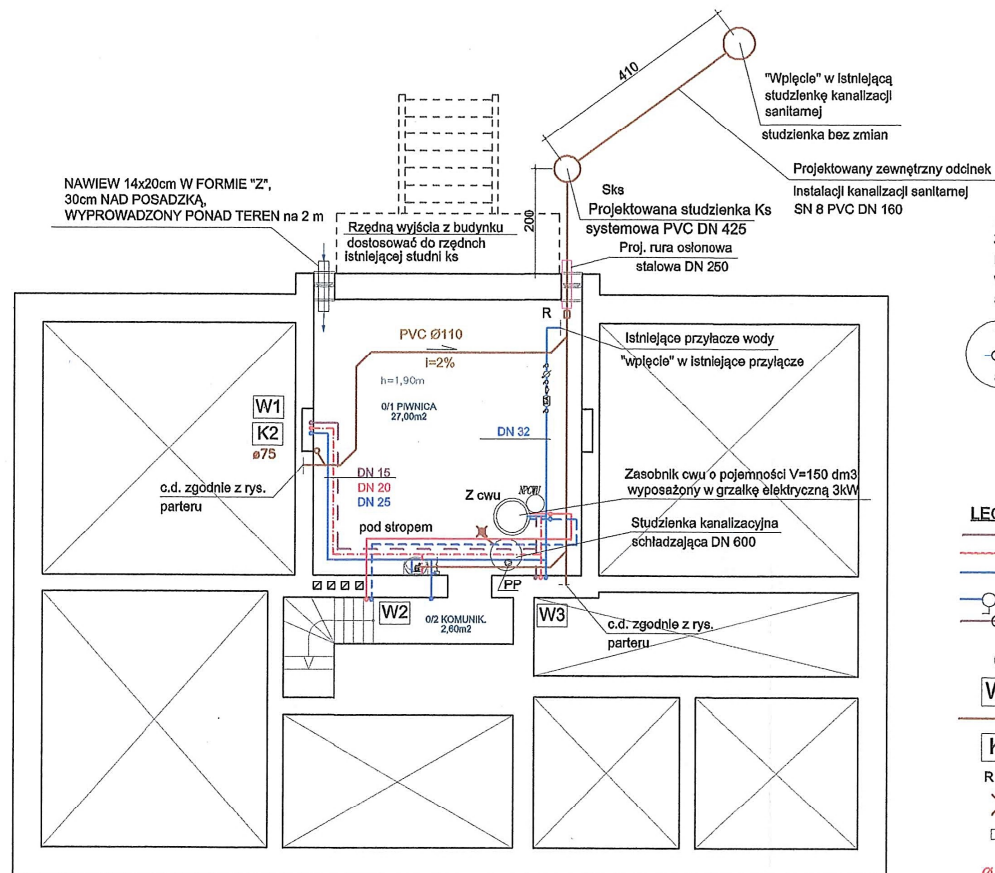 410
"Wpięcie" w istniejącą
studzienkę kanalizacji
sanitarnej
studzienka bez zmian
Projektowany zewnętrzny odcinek
instalacji kanalizacji sanitarnej
SN 8 PVC DN 160
NAWIEW 14x20cm W FORMIE "Z",
30cm NAD POSADZKĄ,
WYPROWADZONY PONAD TEREN na 2 m
200
Sks
Projektowana studzienka Ks
systemowa PVC DN 425
Rzędną wyjścia z budynku
dostosować do rzędnch
istniejącej studni ks
Proj. rura osłonowa
stalowa DN 250
R
PVC Ø110
i=2%
Istniejące przyłacze wody
"wpięcie" w istniejące przyłącze
h=1,90m
0/1 PIWNICA
27,00m2
W1
K2
ø75
DN 32
DN 15
DN 20
DN 25
c.d. zgodnie z rys.
parteru
Z cwu
Zasobnik cwu o pojemności V=150 dm3
wyposażony w grzałkę elektryczną 3kW
pod stropem
Studzienka kanalizacyjna
schładzająca DN 600
PP
W2
0/2 KOMUNIK.
2,60m2
W3
c.d. zgodnie z rys.
parteru
LEG
W
K
R